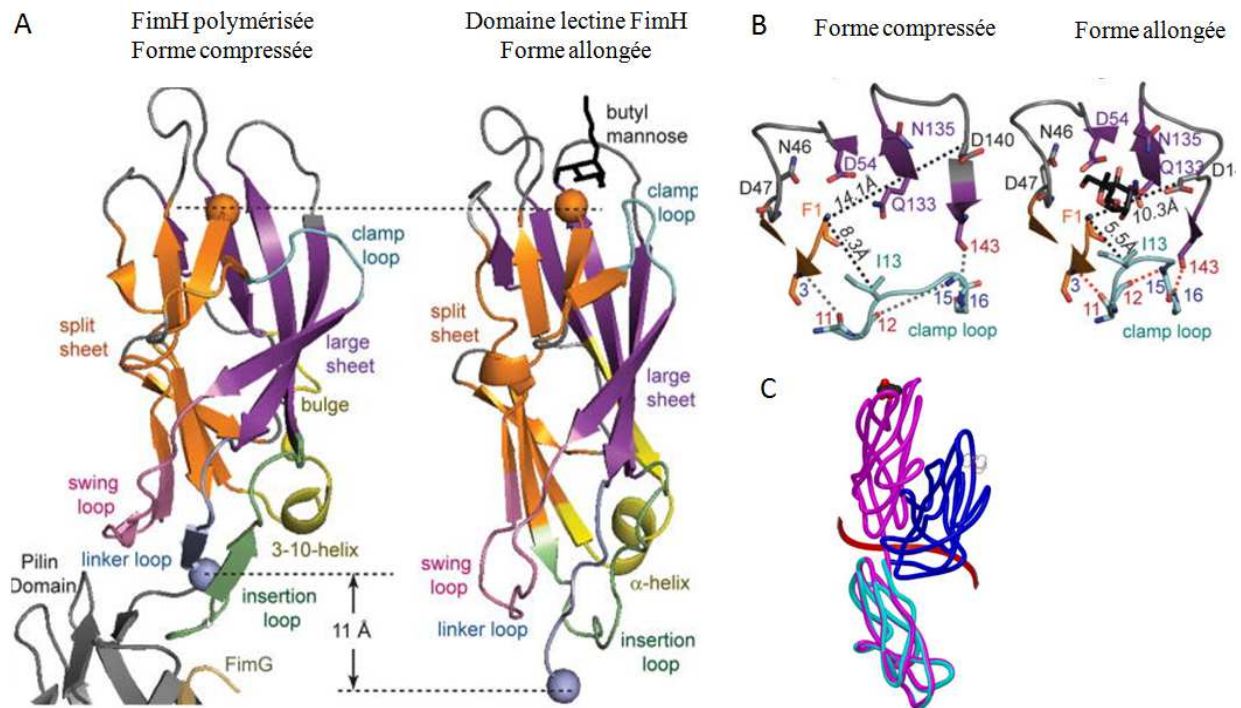 A
FimH polymérisée
Forme compressée
Domaine lectine FimH
Forme allongée
butyl
mannose
clamp
loop
clamp
loop
split
sheet
large
sheet
bulge
large
sheet
swing
loop
linker loop
3-10-helix
Pilin
Domain
insertion
loop
11 Å
FimG
swing
loop
α-helix
linker loop
insertion
loop
B
Forme compressée
Forme allongée
N46
D54
N135
D140
D47
Q133
14.1Å
F1
8.3Å
I13
143
3
11
12
15
16
clamp loop
N46
D54
N135
Q133
D14
D47
F1
10.3Å
5.5Å
I13
143
3
11
12
15
16
clamp loop
C